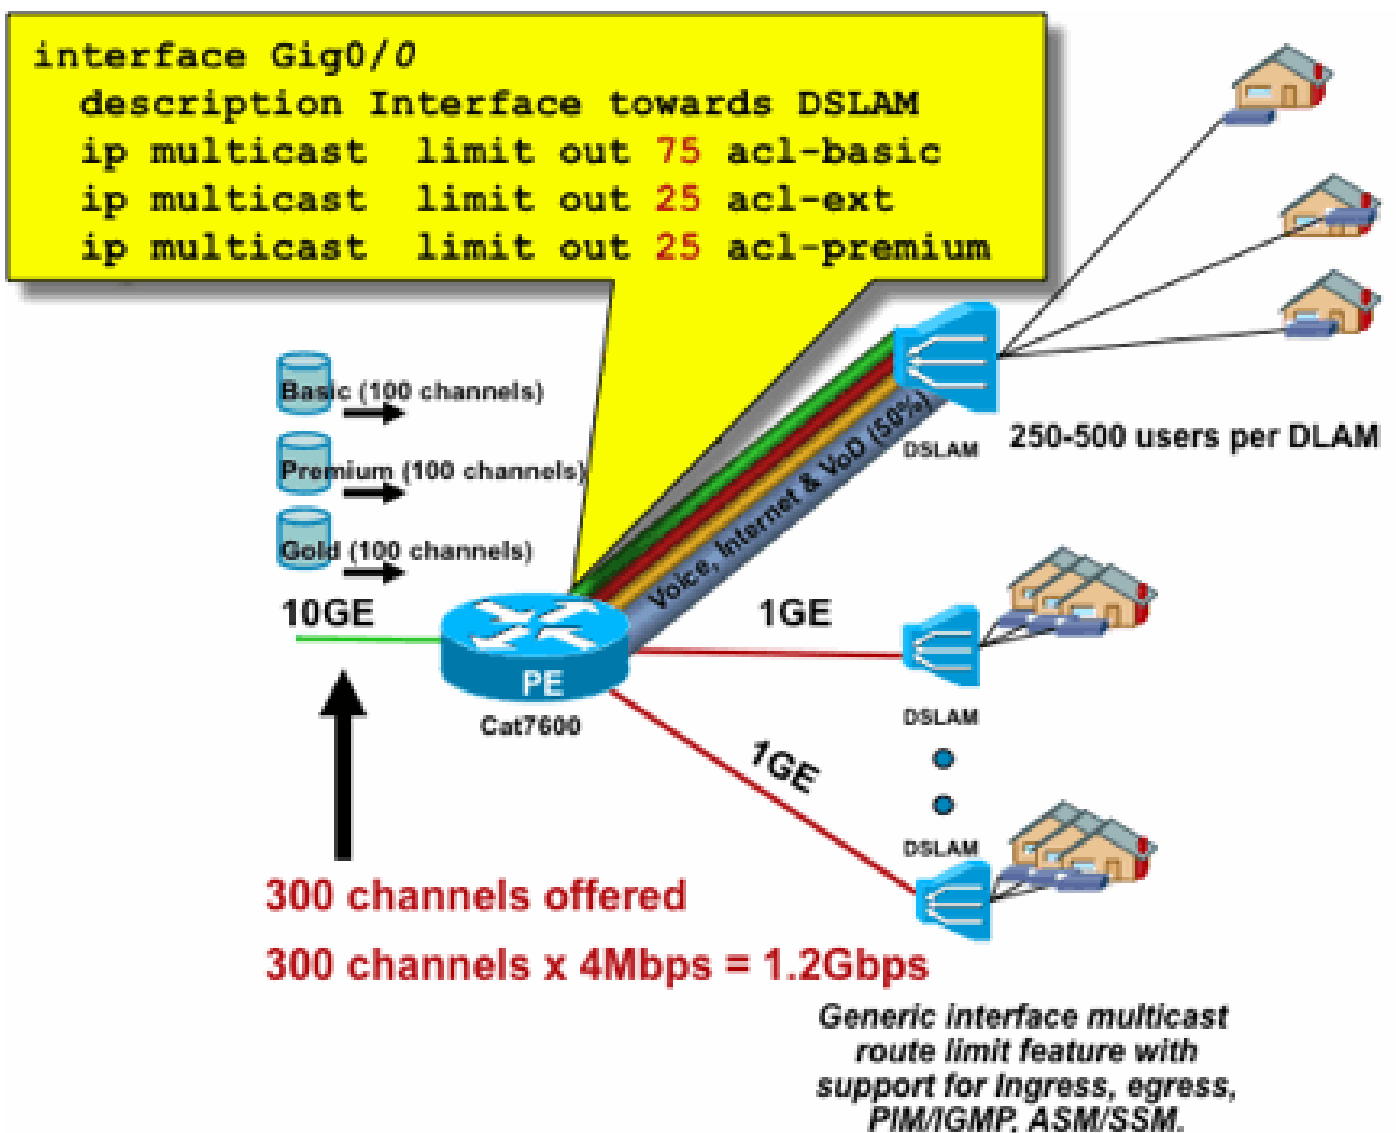 interface Gig0/0
description Interface towards DSLAM
ip multicast limit out 75 acl-basic
ip multicast limit out 25 acl-ext
ip multicast limit out 25 acl-premium
Basic (100 channels)
Premium (100 channels)
Gold (100 channels)
10GE
Voice, Internet & VoD (50%)
DSLAM
250-500 users per DLAM
1GE
PE
Cat7600
DSLAM
1GE
DSLAM
300 channels offered
300 channels x 4Mbps = 1.2Gbps
Generic interface multicast
route limit feature with
support for Ingress, egress,
PIM/IGMP, ASM/SSM.